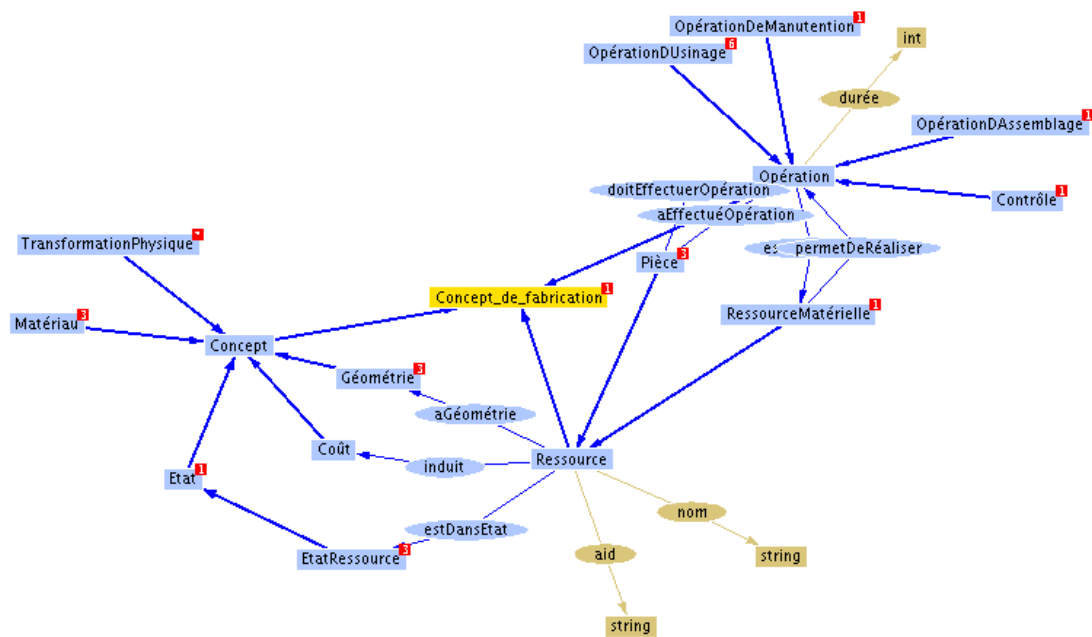 OpérationDeManutention 1
int
OpérationDUsinage 6
durée
OpérationDAssemblage 1
Opération
doitEffectuerOpération
Contrôle 1
aEffectuéOpération
TransformationPhysique
es permetDeRéaliser
Pièce 3
Concept_de_fabrication 1
Matériau 3
RessourceMatérielle 1
Concept
Géométrie 3
aGéométrie
Coût
induit
Ressource
Etat 1
nom
estDansEtat
EtatRessource 3
aid
string
string